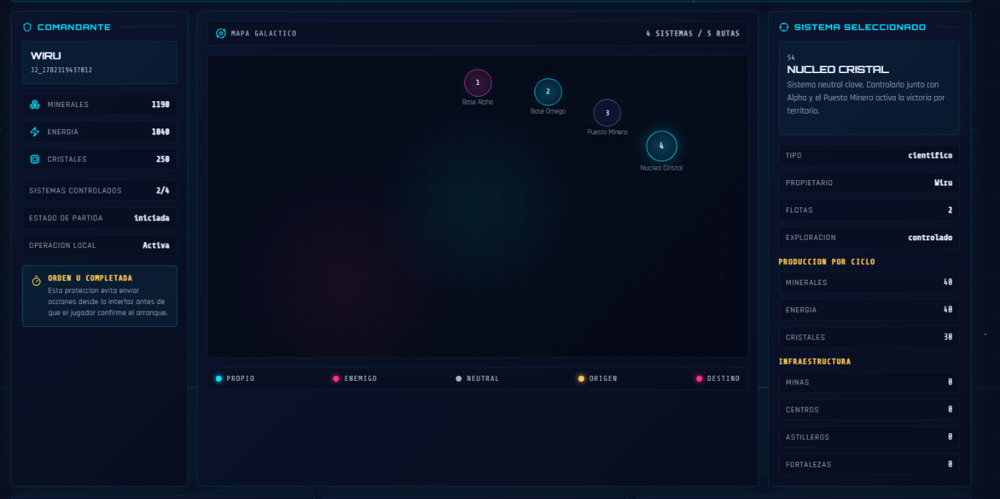 COMANDANTE
WIRU
J2_1782319437012
MINERALES 1190
ENERGIA 1040
CRISTALES 250
SISTEMAS CONTROLADOS 2/4
ESTADO DE PARTIDA iniciada
OPERACION LOCAL Activa
ORDEN U COMPLETADA
Esta proteccion evita enviar
acciones desde la interfaz antes de
que el jugador confirme el arranque.
MAPA GALACTICO
4 SISTEMAS / 5 RUTAS
1
Base Alpha
2
Base Omega
3
Puesto Minero
4
Nucleo Cristal
PROPIO
ENEMIGO
NEUTRAL
ORIGEN
DESTINO
SISTEMA SELECCIONADO
S4
NUCLEO CRISTAL
Sistema neutral clave. Controlarlo junto con
Alpha y el Puesto Minero activa la victoria por
territorio.
TIPO cientifico
PROPIETARIO Wiru
FLOTAS 2
EXPLORACION controlado
PRODUCCION POR CICLO
MINERALES 40
ENERGIA 40
CRISTALES 30
INFRAESTRUCTURA
MINAS 0
CENTROS 0
ASTILLEROS 0
FORTALEZAS 0